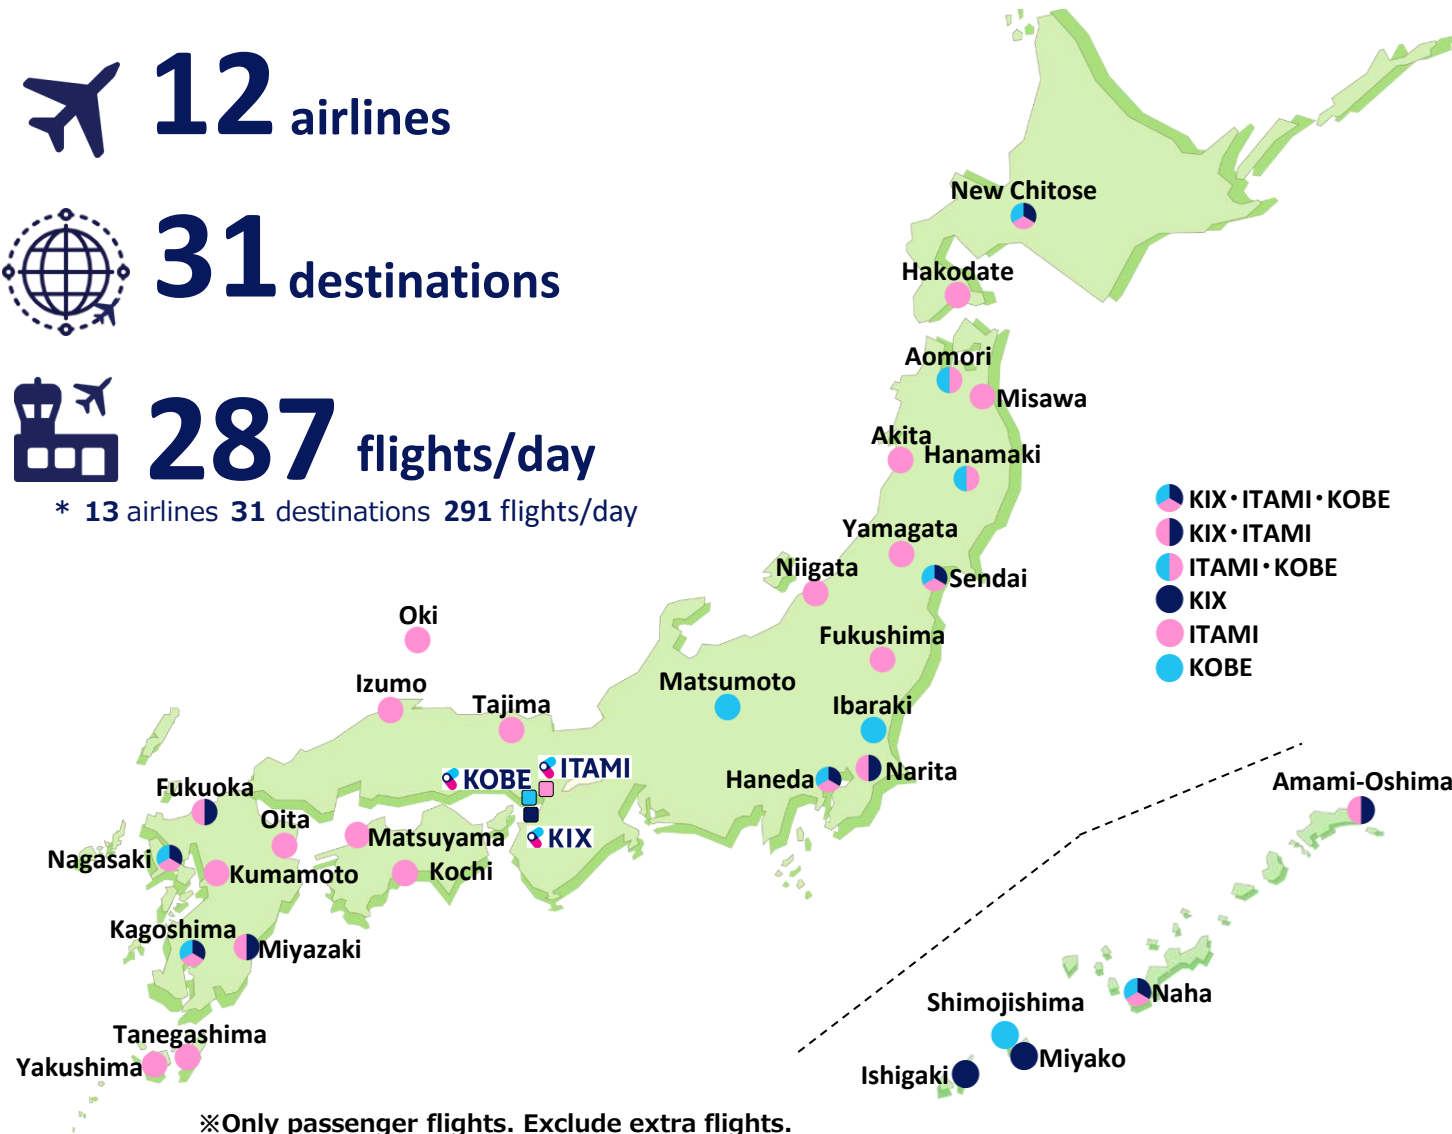 12 airlines
31 destinations
287 flights/day
* 13 airlines 31 destinations 291 flights/day
New Chitose
Hakodate
Aomori
Misawa
Akita
Hanamaki
Yamagata
Niigata
Sendai
Fukushima
Matsumoto
Ibaraki
Haneda
Narita
KIX・ITAMI・KOBE
KIX・ITAMI
ITAMI・KOBE
KIX
ITAMI
KOBE
Oki
Izumo
Tajima
KOBE
ITAMI
KIX
Fukuoka
Oita
Matsuyama
Nagasaki
Kumamoto
Kochi
Kagoshima
Miyazaki
Tanegashima
Yakushima
Amami-Oshima
Naha
Shimojishima
Miyako
Ishigaki
※Only passenger flights. Exclude extra flights.